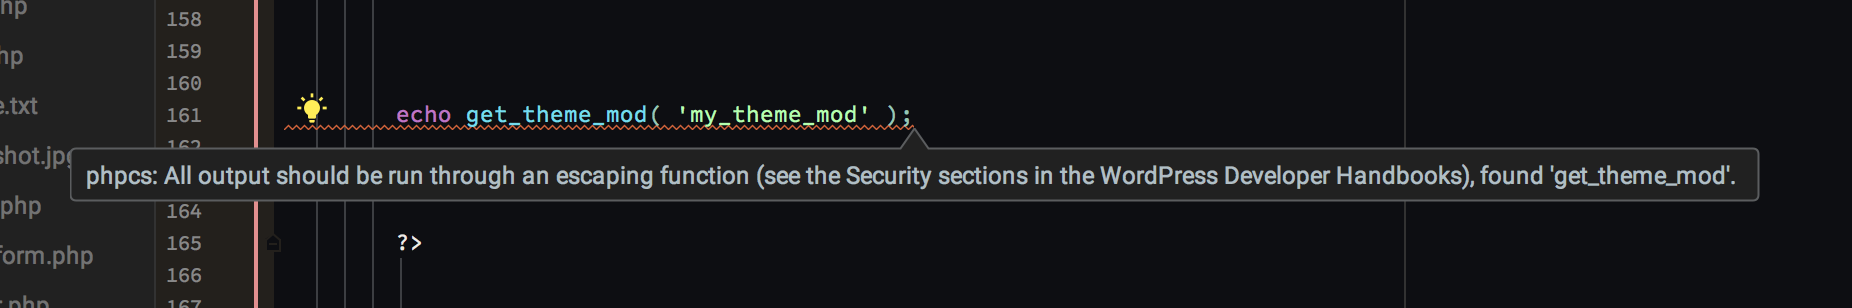 hp
158
hp
159
160
e.txt
161 echo get_theme_mod( 'my_theme_mod' );
162
shot.jpg
phpcs: All output should be run through an escaping function (see the Security sections in the WordPress Developer Handbooks), found 'get_theme_mod'.
.php
164
165 ?>
form.php
166
.php
167